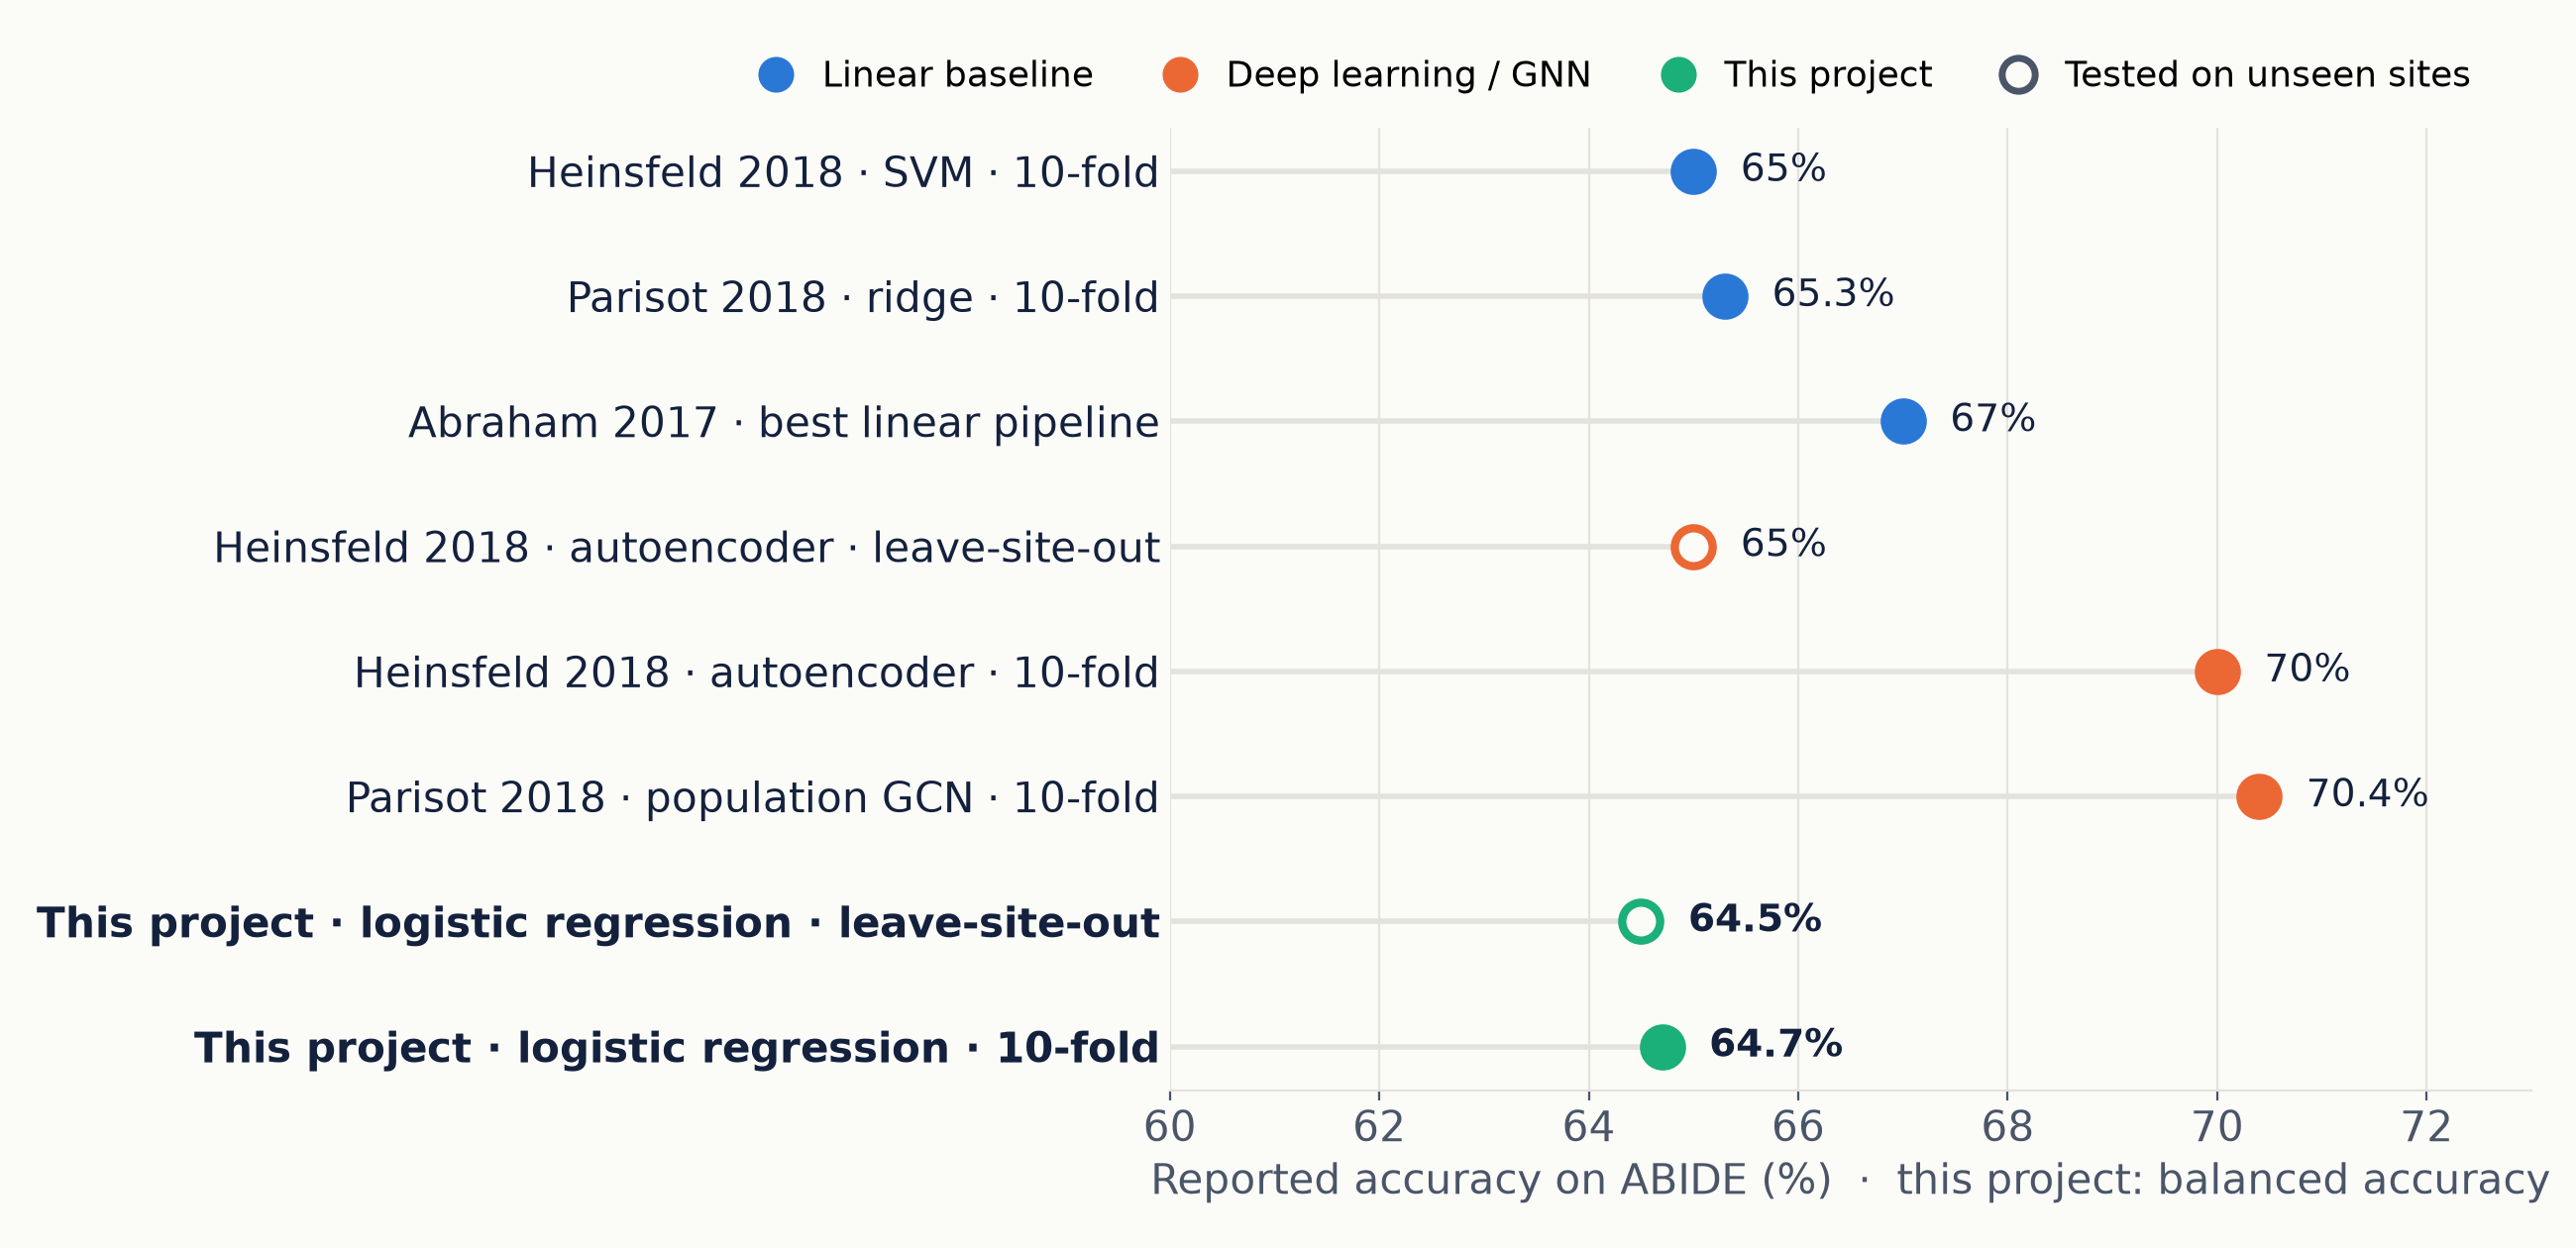 Linear baseline   Deep learning / GNN   This project   Tested on unseen sites
Heinsfeld 2018 · SVM · 10-fold   65%
Parisot 2018 · ridge · 10-fold   65.3%
Abraham 2017 · best linear pipeline   67%
Heinsfeld 2018 · autoencoder · leave-site-out   65%
Heinsfeld 2018 · autoencoder · 10-fold   70%
Parisot 2018 · population GCN · 10-fold   70.4%
This project · logistic regression · leave-site-out   64.5%
This project · logistic regression · 10-fold   64.7%
60   62   64   66   68   70   72
Reported accuracy on ABIDE (%)  ·  this project: balanced accuracy